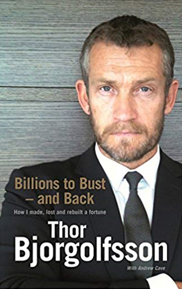 Billions to Bust
– and Back
How I made, lost and rebuilt a fortune
Thor
Bjorgolfsson
With Andrew Cave